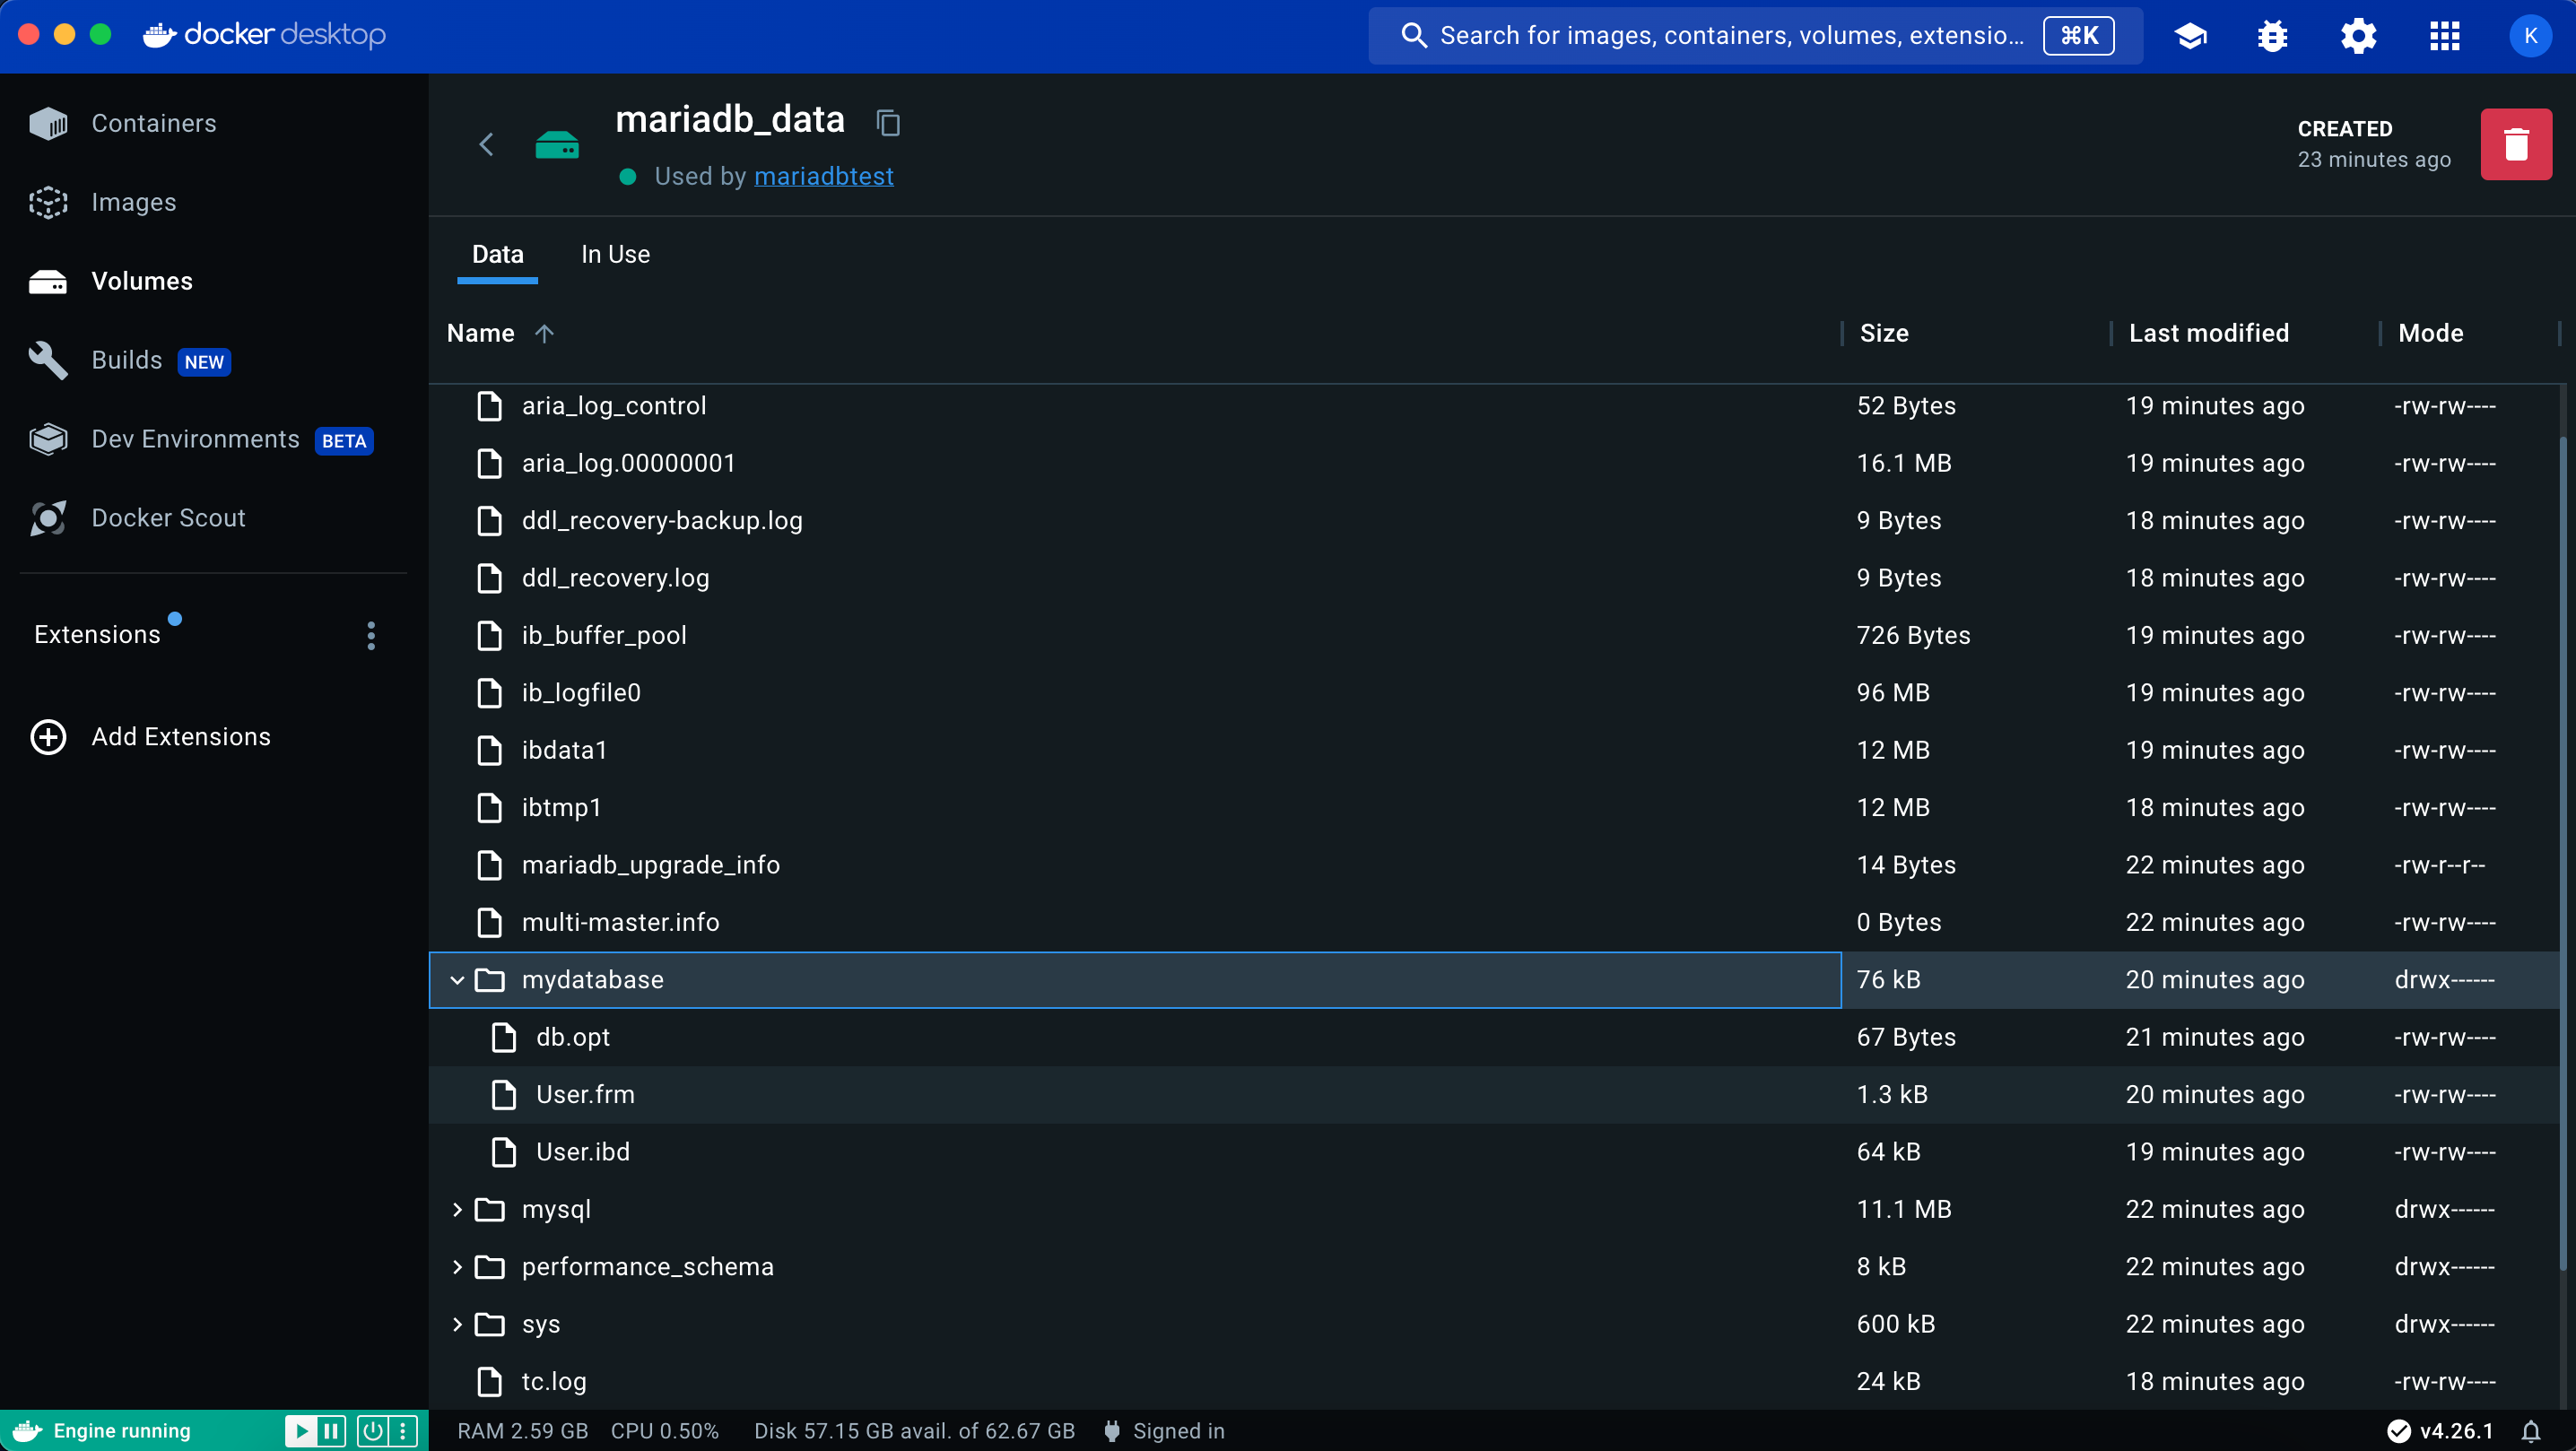 docker desktop
Search for images, containers, volumes, extensio... ⌘K
K
Containers
Images
Volumes
Builds NEW
Dev Environments BETA
Docker Scout
Extensions
Add Extensions
mariadb_data
Used by mariadbtest
CREATED
23 minutes ago
Data In Use
Name Size Last modified Mode
aria_log_control 52 Bytes 19 minutes ago -rw-rw----
aria_log.00000001 16.1 MB 19 minutes ago -rw-rw----
ddl_recovery-backup.log 9 Bytes 18 minutes ago -rw-rw----
ddl_recovery.log 9 Bytes 18 minutes ago -rw-rw----
ib_buffer_pool 726 Bytes 19 minutes ago -rw-rw----
ib_logfile0 96 MB 19 minutes ago -rw-rw----
ibdata1 12 MB 19 minutes ago -rw-rw----
ibtmp1 12 MB 18 minutes ago -rw-rw----
mariadb_upgrade_info 14 Bytes 22 minutes ago -rw-r--r--
multi-master.info 0 Bytes 22 minutes ago -rw-rw----
mydatabase 76 kB 20 minutes ago drwx------
db.opt 67 Bytes 21 minutes ago -rw-rw----
User.frm 1.3 kB 20 minutes ago -rw-rw----
User.ibd 64 kB 19 minutes ago -rw-rw----
mysql 11.1 MB 22 minutes ago drwx------
performance_schema 8 kB 22 minutes ago drwx------
sys 600 kB 22 minutes ago drwx------
tc.log 24 kB 18 minutes ago -rw-rw----
Engine running
RAM 2.59 GB CPU 0.50% Disk 57.15 GB avail. of 62.67 GB Signed in v4.26.1